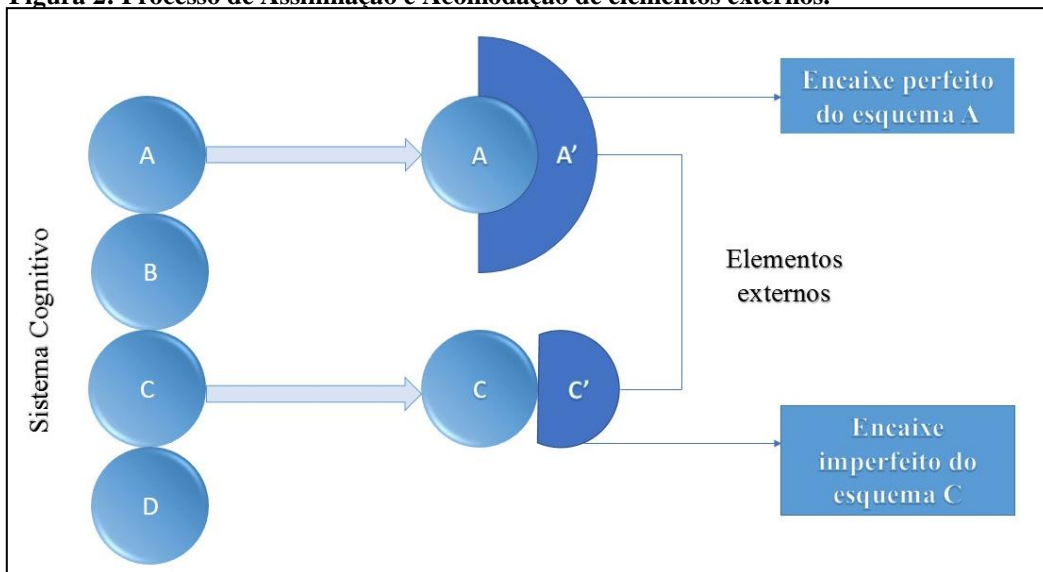 Figura 2: Processo de Assimilação e Acomodação de elementos externos.
Sistema Cognitivo
A
B
C
D
A
A’
C
C’
Encaixe perfeito
do esquema A
Elementos
externos
Encaixe
imperfeito do
esquema C